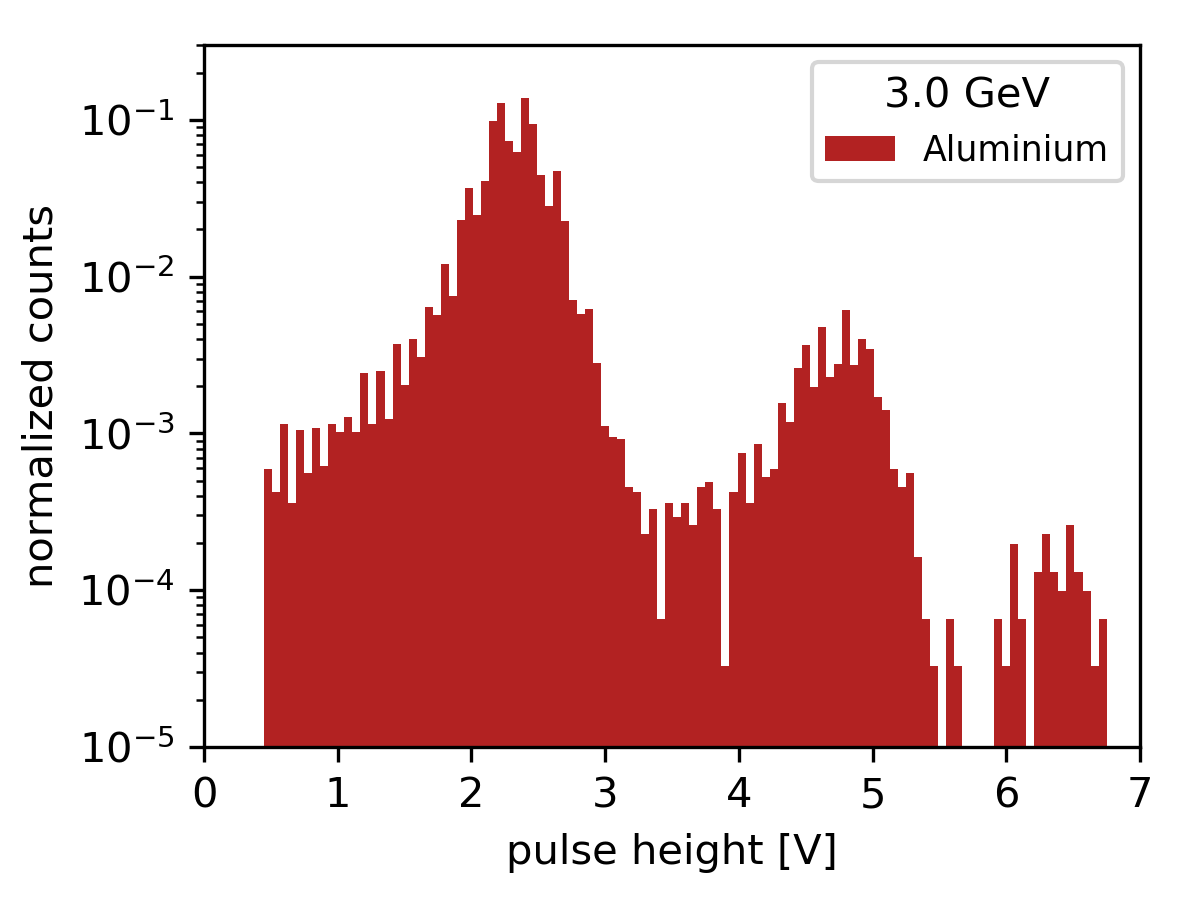 3.0 GeV
Aluminium
10⁻¹
10⁻²
10⁻³
10⁻⁴
10⁻⁵
normalized counts
0 1 2 3 4 5 6 7
pulse height [V]